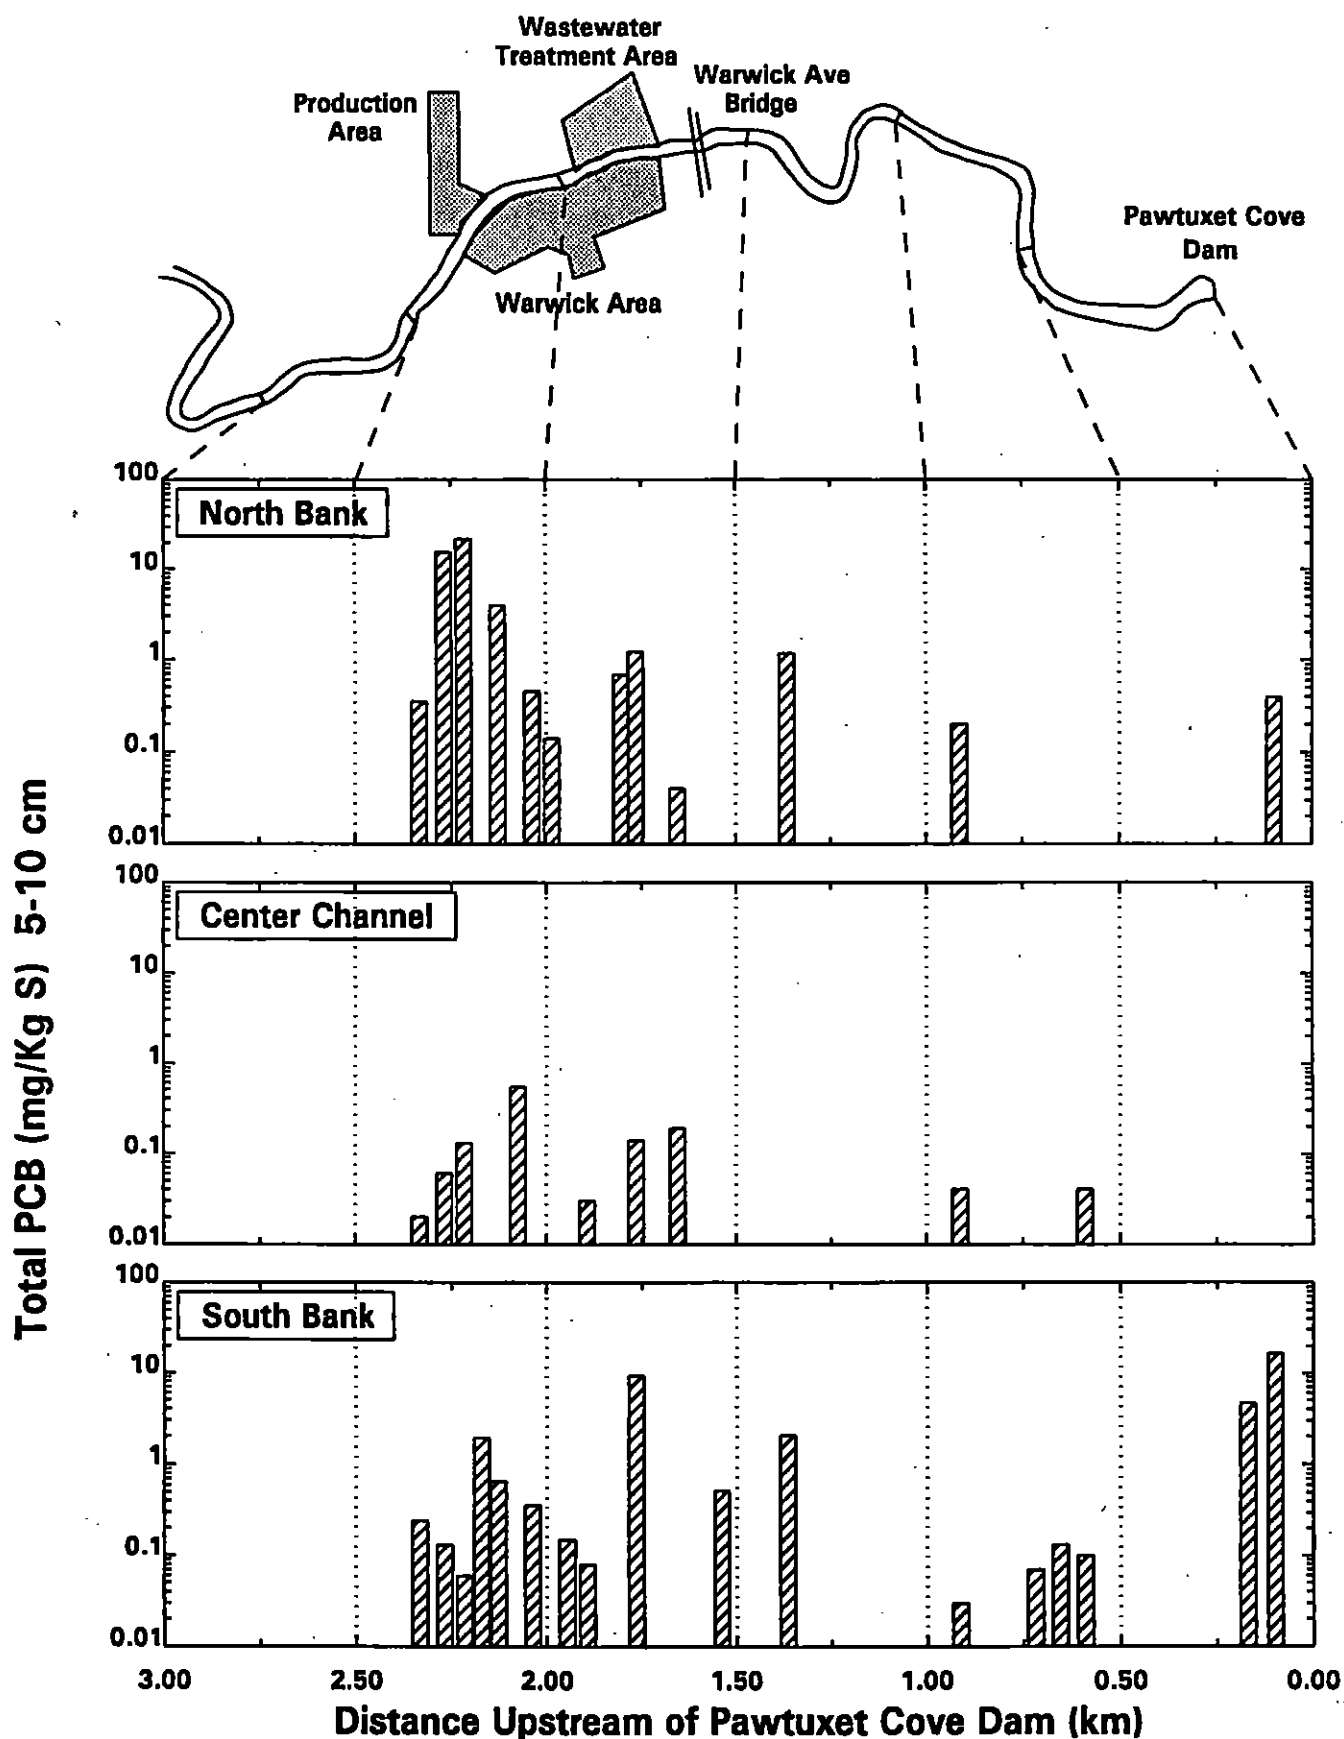 Wastewater
Treatment Area
Warwick Ave
Bridge
Production
Area
Pawtuxet Cove
Dam
Warwick Area
Total PCB (mg/Kg S) 5-10 cm
100
North Bank
10
1
0.1
0.01
100
Center Channel
10
1
0.1
0.01
100
South Bank
10
1
0.1
0.01
3.00 2.50 2.00 1.50 1.00 0.50 0.00
Distance Upstream of Pawtuxet Cove Dam (km)